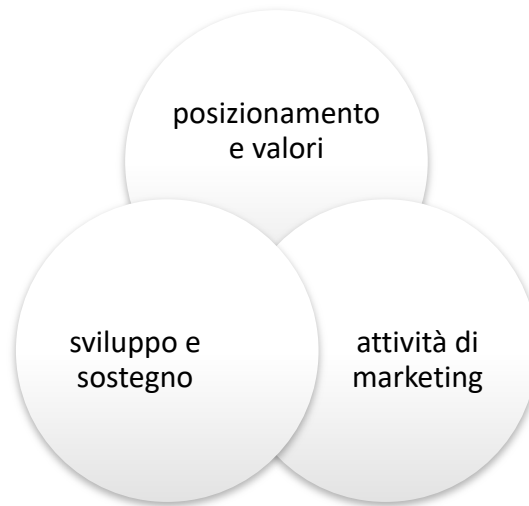 posizionamento
e valori
sviluppo e
sostegno
attività di
marketing